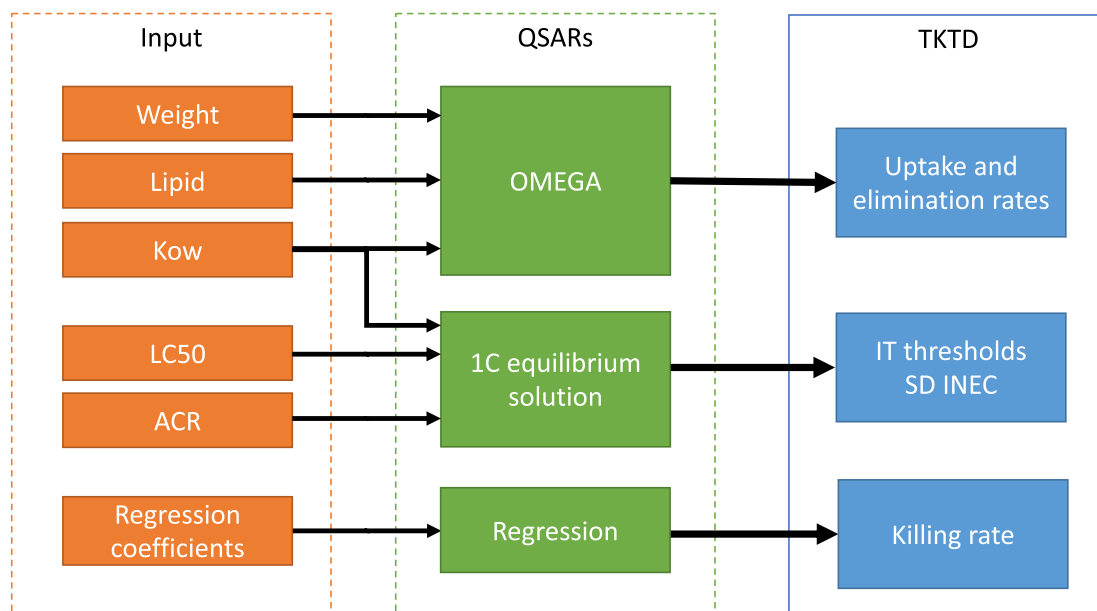 Input
QSARs
TKTD
Weight
Lipid
Kow
LC50
ACR
Regression
coefficients
OMEGA
1C equilibrium
solution
Regression
Uptake and
elimination rates
IT thresholds
SD INEC
Killing rate